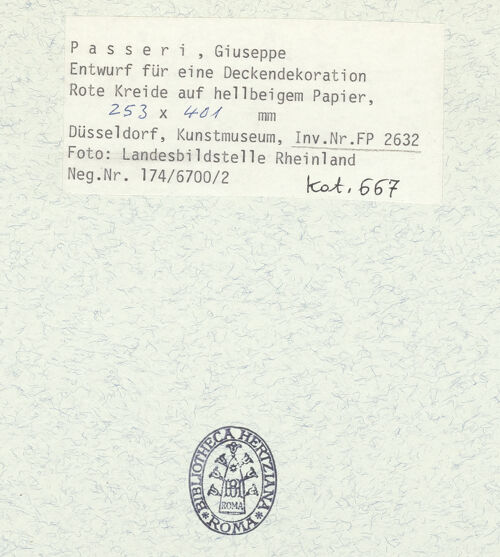 P a s s e r i , Giuseppe
Entwurf für eine Deckendekoration
Rote Kreide auf hellbeigem Papier,
253 x 401 mm
Düsseldorf, Kunstmuseum, Inv.Nr.FP 2632
Foto: Landesbildstelle Rheinland
Neg.Nr. 174/6700/2 Kat. 667
BIBLIOTHECA HERTZIANA
ROMA
* ROMA *